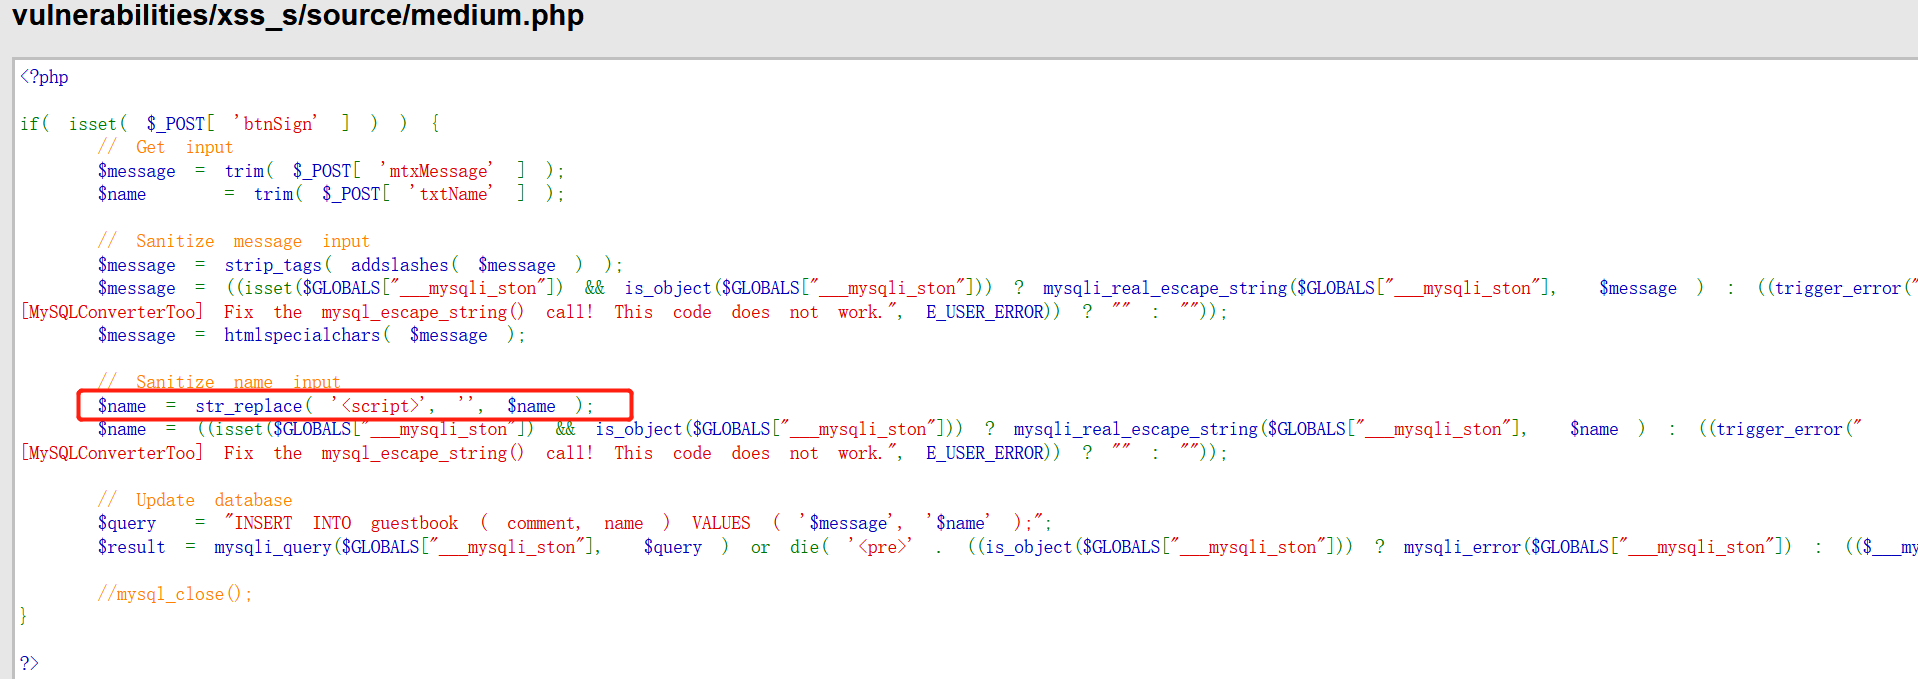 vulnerabilities/xss_s/source/medium.php
<?php
if( isset( $_POST[ 'btnSign' ] ) ) {
// Get input
$message = trim( $_POST[ 'mtxMessage' ] );
$name = trim( $_POST[ 'txtName' ] );
// Sanitize message input
$message = strip_tags( addslashes( $message ) );
$message = ((isset($GLOBALS["___mysqli_ston"]) && is_object($GLOBALS["___mysqli_ston"])) ? mysqli_real_escape_string($GLOBALS["___mysqli_ston"], $message ) : ((trigger_error("
[MySQLConverterToo] Fix the mysql_escape_string() call! This code does not work.", E_USER_ERROR)) ? "" : ""));
$message = htmlspecialchars( $message );
// Sanitize name input
$name = str_replace( '<script>', '', $name );
$name = ((isset($GLOBALS["___mysqli_ston"]) && is_object($GLOBALS["___mysqli_ston"])) ? mysqli_real_escape_string($GLOBALS["___mysqli_ston"], $name ) : ((trigger_error("
[MySQLConverterToo] Fix the mysql_escape_string() call! This code does not work.", E_USER_ERROR)) ? "" : ""));
// Update database
$query = "INSERT INTO guestbook ( comment, name ) VALUES ( '$message', '$name' );";
$result = mysqli_query($GLOBALS["___mysqli_ston"], $query ) or die( '<pre>' . ((is_object($GLOBALS["___mysqli_ston"])) ? mysqli_error($GLOBALS["___mysqli_ston"]) : (($___my
//mysql_close();
}
?>